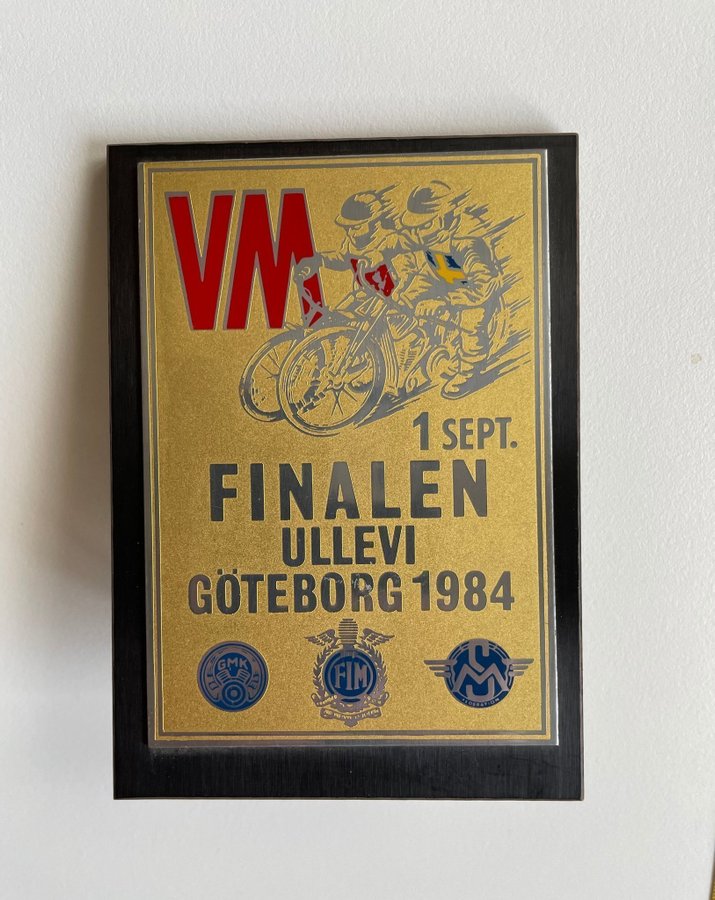 VM
1 SEPT.
FINALEN
ULLEVI
GÖTEBORG 1984
GMK
FIM